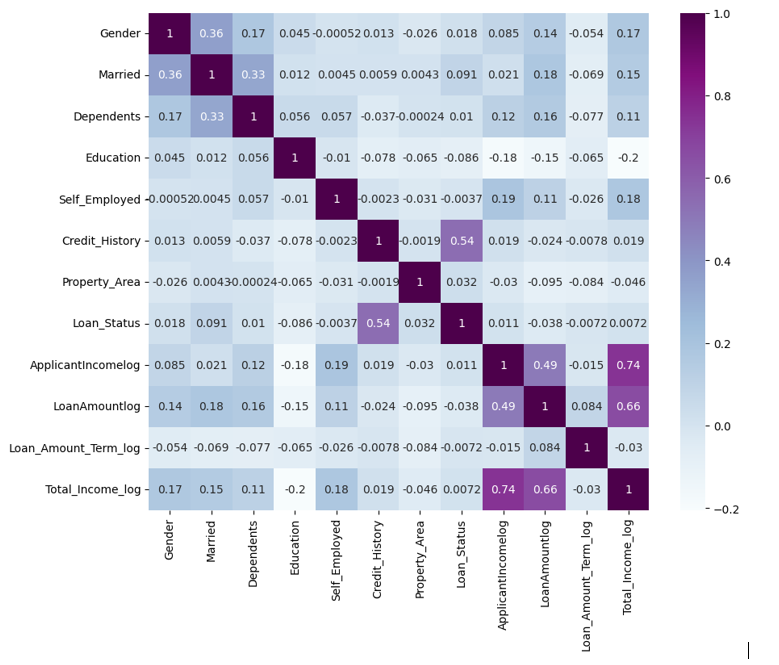 Gender 1 0.36 0.17 0.045 -0.00052 0.013 -0.026 0.018 0.085 0.14 -0.054 0.17
Married 0.36 1 0.33 0.012 0.0045 0.0059 0.0043 0.091 0.021 0.18 -0.069 0.15
Dependents 0.17 0.33 1 0.056 0.057 -0.037 -0.00024 0.01 0.12 0.16 -0.077 0.11
Education 0.045 0.012 0.056 1 -0.01 -0.078 -0.065 -0.086 -0.18 -0.15 -0.065 -0.2
Self_Employed -0.00052 0.0045 0.057 -0.01 1 -0.0023 -0.031 -0.0037 0.19 0.11 -0.026 0.18
Credit_History 0.013 0.0059 -0.037 -0.078 -0.0023 1 -0.0019 0.54 0.019 -0.024 -0.0078 0.019
Property_Area -0.026 0.0043 -0.00024 -0.065 -0.031 -0.0019 1 0.032 -0.03 -0.095 -0.084 -0.046
Loan_Status 0.018 0.091 0.01 -0.086 -0.0037 0.54 0.032 1 0.011 -0.038 -0.0072 0.0072
ApplicantIncomelog 0.085 0.021 0.12 -0.18 0.19 0.019 -0.03 0.011 1 0.49 -0.015 0.74
LoanAmountlog 0.14 0.18 0.16 -0.15 0.11 -0.024 -0.095 -0.038 0.49 1 0.084 0.66
Loan_Amount_Term_log -0.054 -0.069 -0.077 -0.065 -0.026 -0.0078 -0.084 -0.0072 -0.015 0.084 1 -0.03
Total_Income_log 0.17 0.15 0.11 -0.2 0.18 0.019 -0.046 0.0072 0.74 0.66 -0.03 1
Gender
Married
Dependents
Education
Self_Employed
Credit_History
Property_Area
Loan_Status
ApplicantIncomelog
LoanAmountlog
Loan_Amount_Term_log
Total_Income_log
1.0
0.8
0.6
0.4
0.2
0.0
−0.2